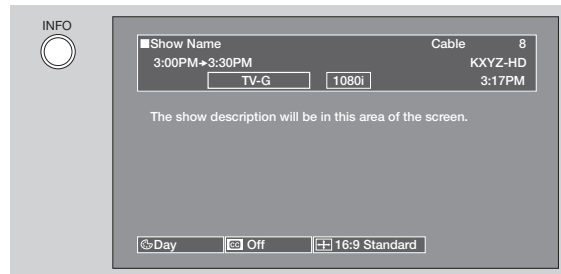 INFO
■Show Name Cable 8
3:00PM→3:30PM KXYZ-HD
TV-G 1080i 3:17PM
The show description will be in this area of the screen.
Day CC Off 16:9 Standard